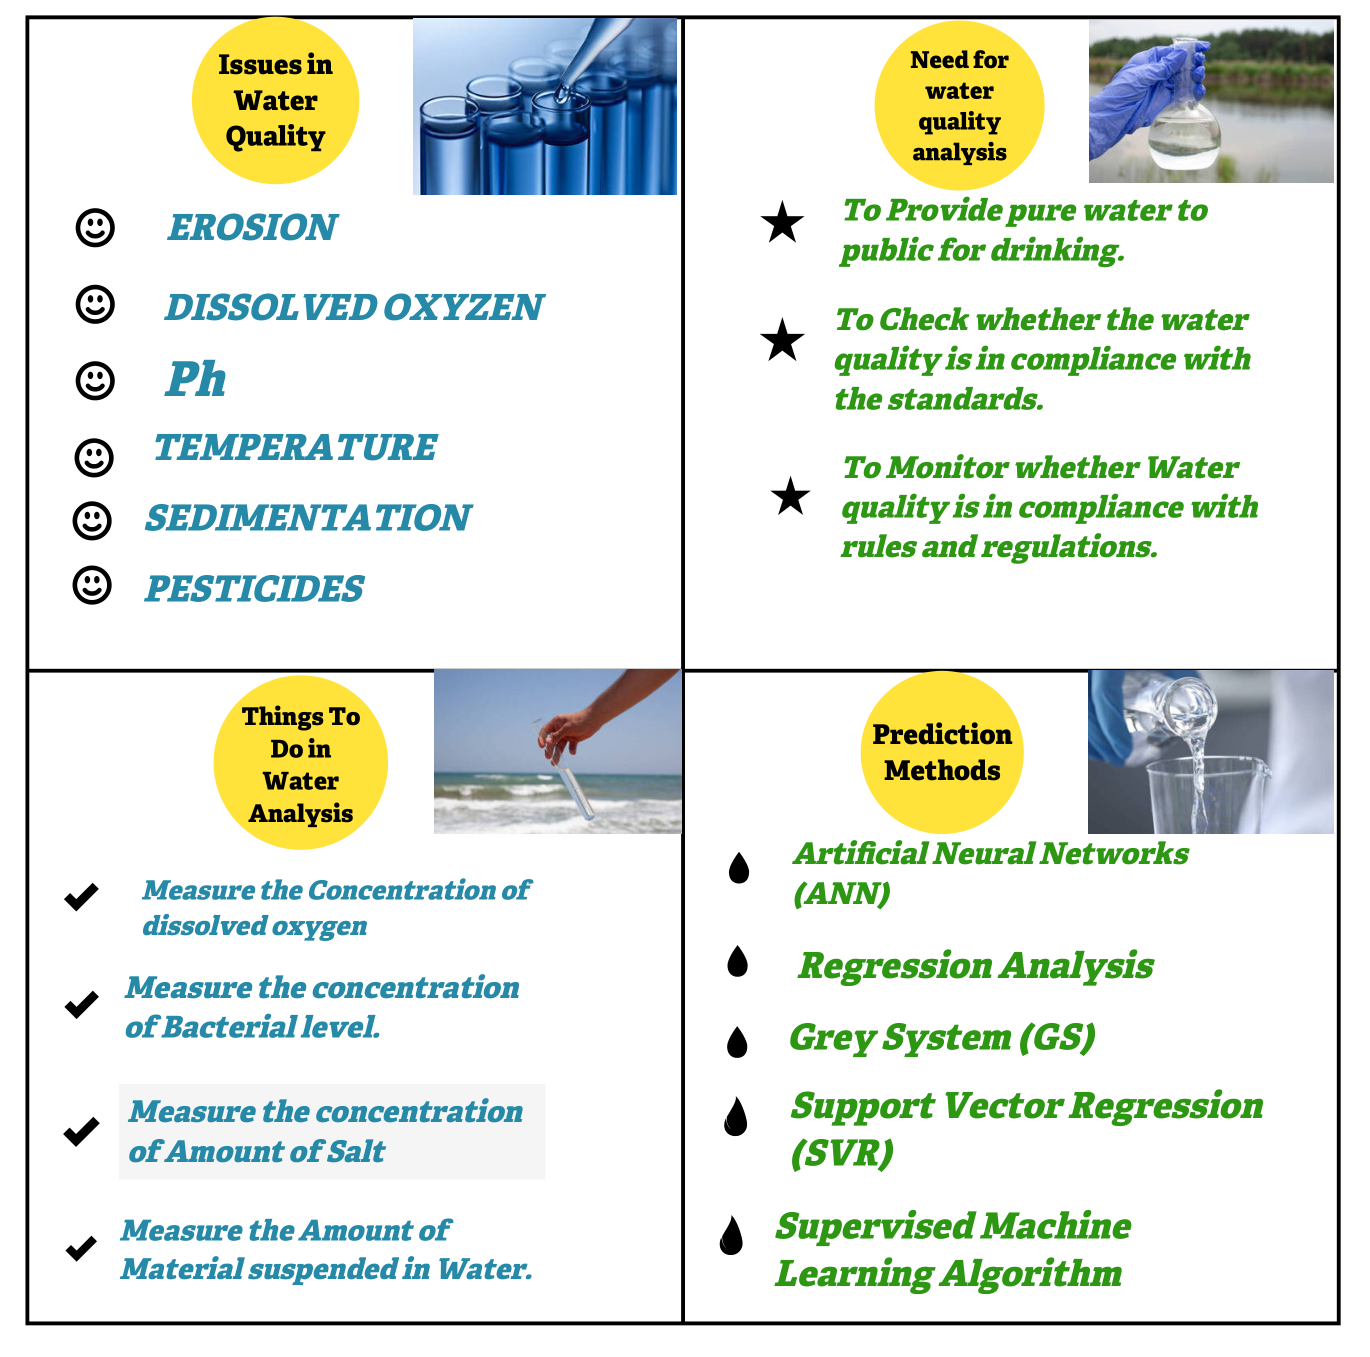 Issues in
Water
Quality
EROSION
DISSOLVED OXYZEN
Ph
TEMPERATURE
SEDIMENTATION
PESTICIDES
Need for
water
quality
analysis
To Provide pure water to
public for drinking.
To Check whether the water
quality is in compliance with
the standards.
To Monitor whether Water
quality is in compliance with
rules and regulations.
Things To
Do in
Water
Analysis
Measure the Concentration of
dissolved oxygen
Measure the concentration
of Bacterial level.
Measure the concentration
of Amount of Salt
Measure the Amount of
Material suspended in Water.
Prediction
Methods
Artificial Neural Networks
(ANN)
Regression Analysis
Grey System (GS)
Support Vector Regression
(SVR)
Supervised Machine
Learning Algorithm